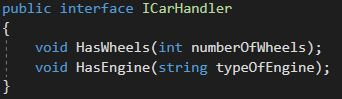 public interface ICarHandler
{
    void HasWheels(int numberOfWheels);
    void HasEngine(string typeOfEngine);
}